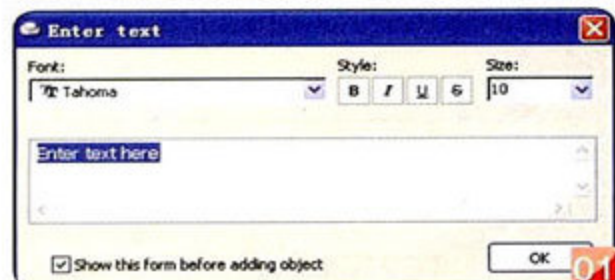 Enter text
Font: Style: Size:
Tahoma B I U S 10
Enter text here
Show this form before adding object OK
01